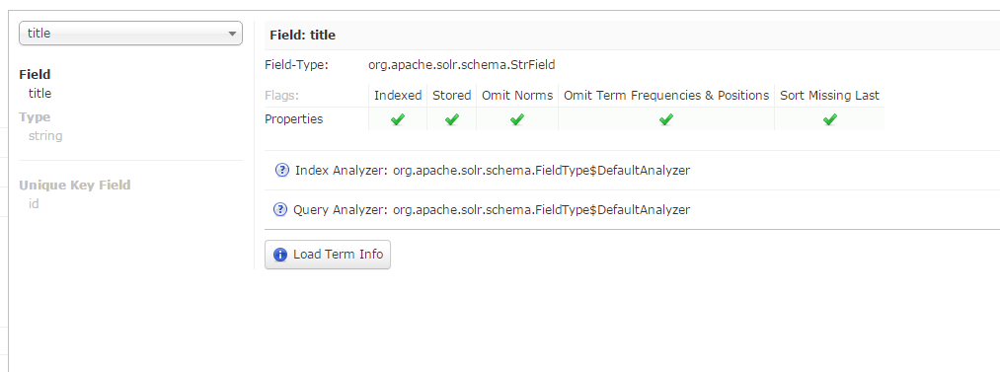 title
Field
title
Type
string
Unique Key Field
id
Field: title
Field-Type: org.apache.solr.schema.StrField
Flags: Indexed Stored Omit Norms Omit Term Frequencies & Positions Sort Missing Last
Properties
Index Analyzer: org.apache.solr.schema.FieldType$DefaultAnalyzer
Query Analyzer: org.apache.solr.schema.FieldType$DefaultAnalyzer
Load Term Info